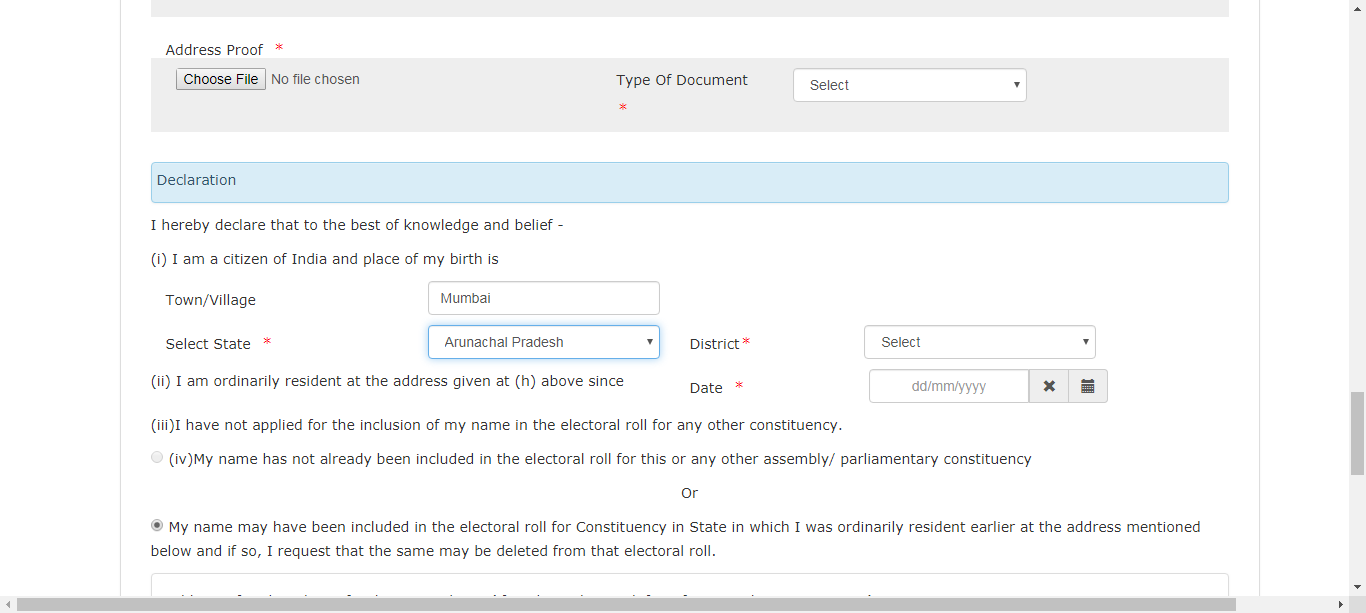 Address Proof *
Choose File No file chosen
Type Of Document
*
Select
Declaration
I hereby declare that to the best of knowledge and belief -
(i) I am a citizen of India and place of my birth is
Town/Village Mumbai
Select State * Arunachal Pradesh District* Select
(ii) I am ordinarily resident at the address given at (h) above since Date * dd/mm/yyyy
(iii)I have not applied for the inclusion of my name in the electoral roll for any other constituency.
(iv)My name has not already been included in the electoral roll for this or any other assembly/ parliamentary constituency
Or
My name may have been included in the electoral roll for Constituency in State in which I was ordinarily resident earlier at the address mentioned
below and if so, I request that the same may be deleted from that electoral roll.